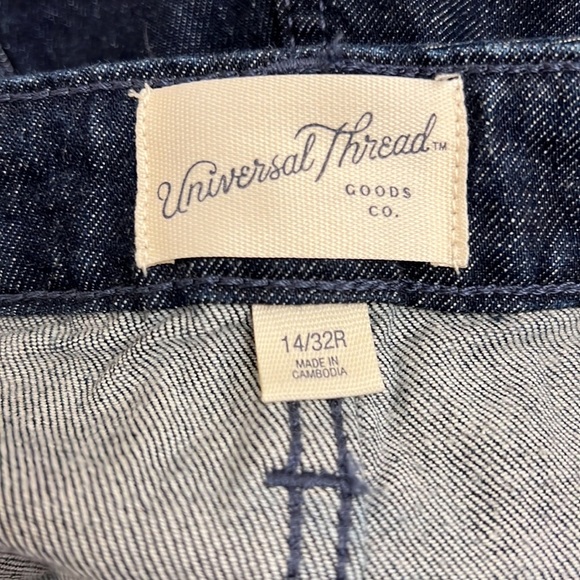 Universal Thread™
GOODS
CO.
14/32R
MADE IN
CAMBODIA